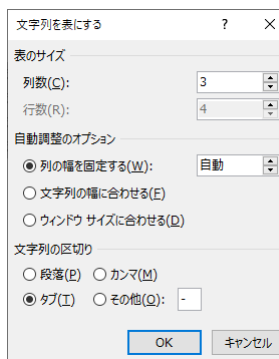 文字列を表にする ? ×
表のサイズ
列数(C): 3
行数(R): 4
自動調整のオプション
列の幅を固定する(W): 自動
文字列の幅に合わせる(F)
ウィンドウ サイズに合わせる(D)
文字列の区切り
段落(P) カンマ(M)
タブ(T) その他(O): -
OK キャンセル